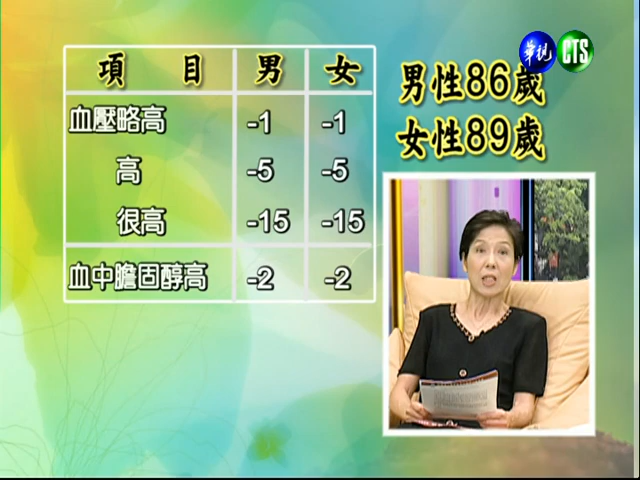 華視 CTS
項目 男 女
血壓略高 -1 -1
高 -5 -5
很高 -15 -15
血中膽固醇高 -2 -2
男性86歲
女性89歲